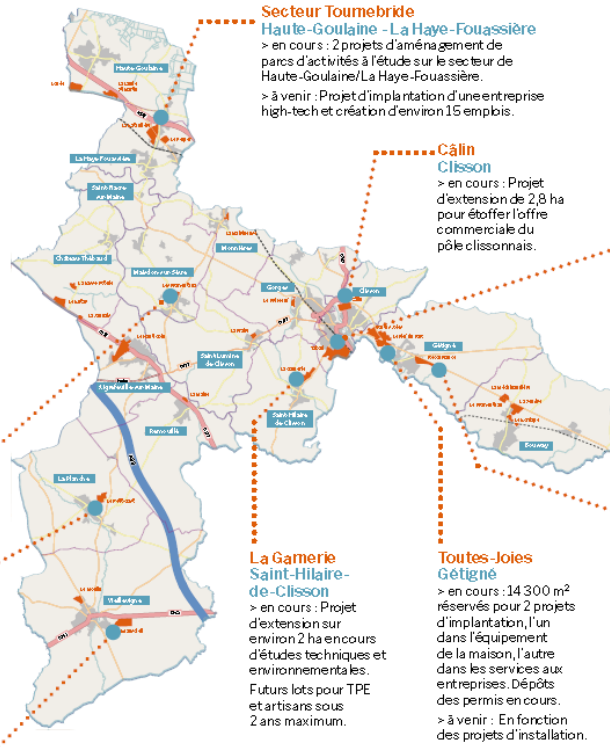 Secteur Tournebride
Haute-Goulaine - La Haye-Fouassière
> en cours : 2 projets d'aménagement de
parcs d'activités à l'étude sur le secteur de
Haute-Goulaine/La Haye-Fouassière.
> à venir : Projet d'implantation d'une entreprise
high-tech et création d'environ 15 emplois.
Câlin
Clisson
> en cours : Projet
d'extension de 2,8 ha
pour étoffer l'offre
commerciale du
pôle clissonnais.
Haute-Goulaine
La Haye-Fouassière
Saint-Fiacre
sur-Maine
Château-Thébaud
Maisdon-sur-Sèvre
Monnières
Gorges
Clisson
Gétigné
Saint-Lumine
de-Clisson
Aigrefeuille-sur-Maine
Remouillé
Saint-Hilaire
de-Clisson
Boussay
La Planche
Vieillevigne
La Garnerie
Saint-Hilaire-
de-Clisson
> en cours : Projet
d'extension sur
environ 2 ha en cours
d'études techniques et
environnementales.
Futurs lots pour TPE
et artisans sous
2 ans maximum.
Toutes-Joies
Gétigné
> en cours : 14 300 m²
réservés pour 2 projets
d'implantation, l'un
dans l'équipement
de la maison, l'autre
dans les services aux
entreprises. Dépôts
des permis en cours.
> à venir : En fonction
des projets d'installation.